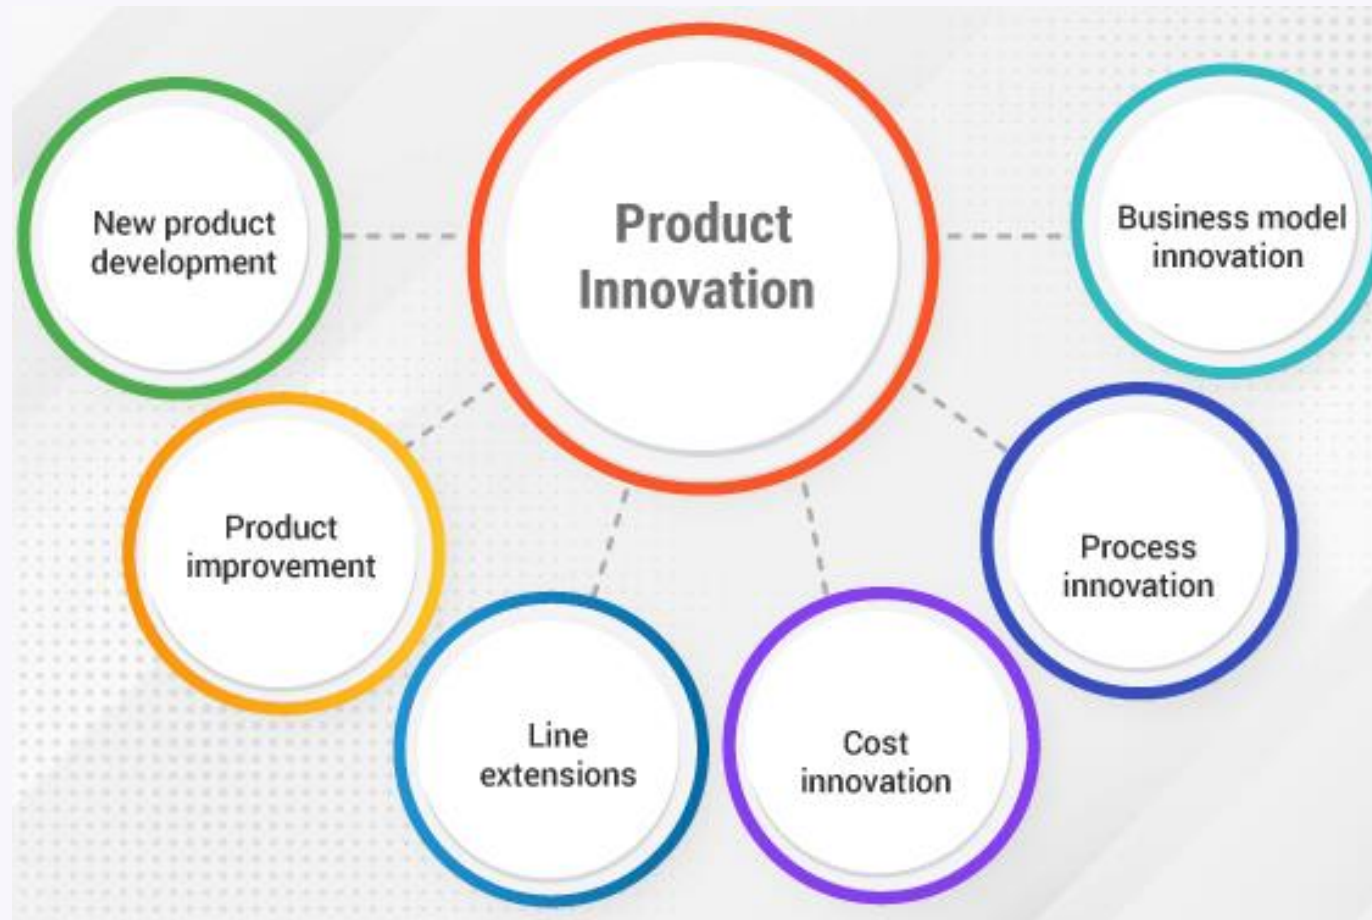 Product
Innovation
New product
development
Product
improvement
Line
extensions
Cost
innovation
Process
innovation
Business model
innovation